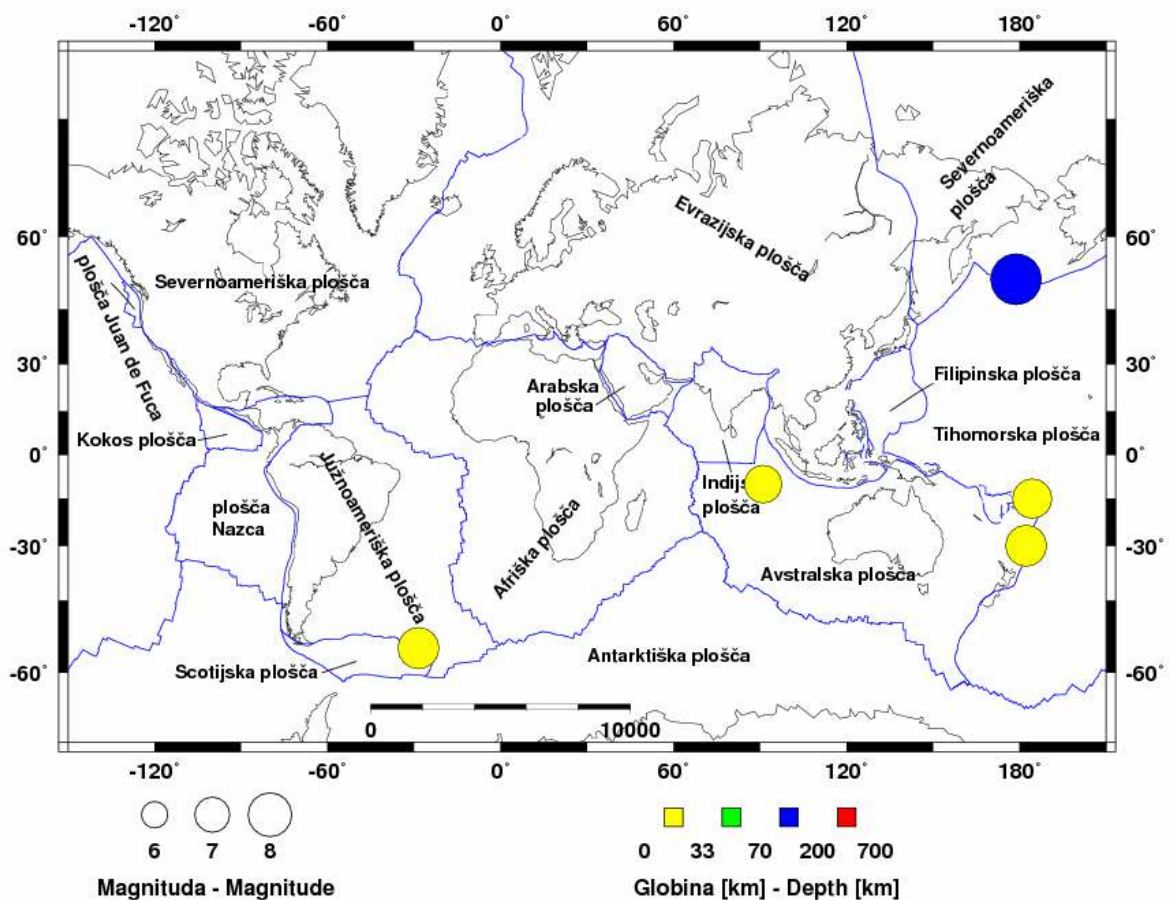 -120° -60° 0° 60° 120° 180°
Severnoameriška
plošča
60° 60°
Evrazijska plošča
Severnoameriška plošča
plošča Juan de Fuca
30° 30°
Arabska
plošča
Filipinska plošča
Kokos plošča
Tihomorska plošča
0° 0°
Južnoameriška plošča
Indijs
plošča
plošča
Nazca
Afriška plošča
-30° -30°
Avstralska plošča
Antarktiška plošča
Scotijska plošča
-60° -60°
0 10000
-120° -60° 0° 60° 120° 180°
6 7 8
0 33 70 200 700
Magnituda - Magnitude
Globina [km] - Depth [km]